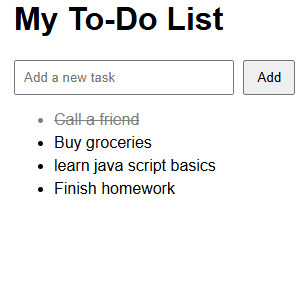 My To-Do List
Add a new task
Add
Call a friend
Buy groceries
learn java script basics
Finish homework